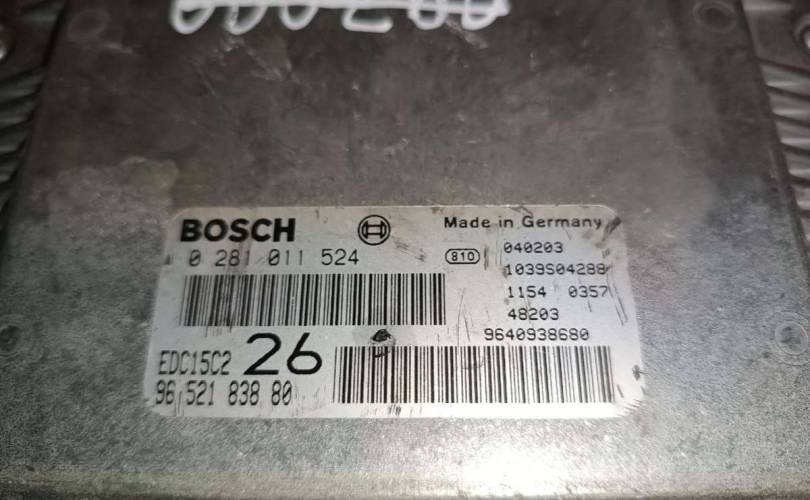 BOSCH
Made in Germany
0 281 011 524
810
040203
1039S04288
1154 0357
48203
9640938680
EDC15C2 26
96 521 838 80